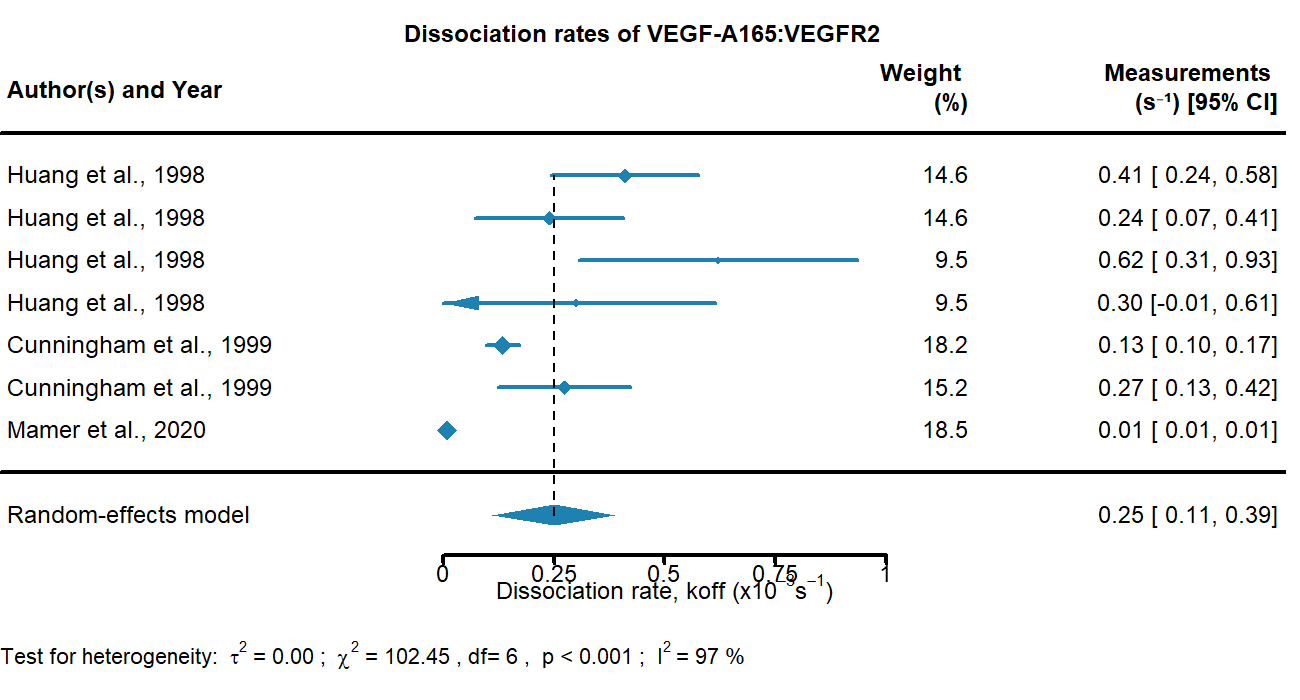 Dissociation rates of VEGF-A165:VEGFR2
Author(s) and Year Weight (%) Measurements (s⁻¹) [95% CI]
Huang et al., 1998 14.6 0.41 [ 0.24, 0.58]
Huang et al., 1998 14.6 0.24 [ 0.07, 0.41]
Huang et al., 1998 9.5 0.62 [ 0.31, 0.93]
Huang et al., 1998 9.5 0.30 [-0.01, 0.61]
Cunningham et al., 1999 18.2 0.13 [ 0.10, 0.17]
Cunningham et al., 1999 15.2 0.27 [ 0.13, 0.42]
Mamer et al., 2020 18.5 0.01 [ 0.01, 0.01]
Random-effects model 0.25 [ 0.11, 0.39]
0 0.25 0.5 0.75 1
Dissociation rate, koff (x10⁻³s⁻¹)
Test for heterogeneity: τ² = 0.00 ; χ² = 102.45 , df= 6 , p < 0.001 ; I² = 97 %